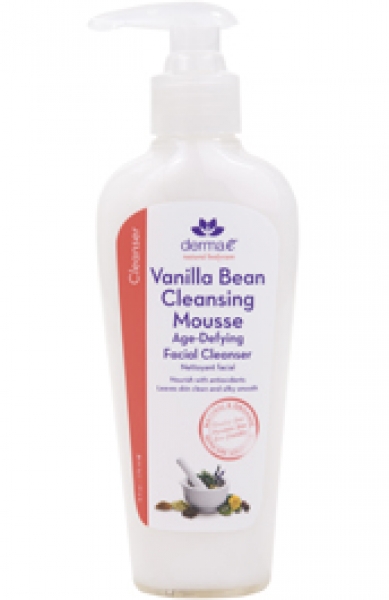 derma e
natural bodycare
Cleanser
Vanilla Bean
Cleansing
Mousse
Age-Defying
Facial Cleanser
Nettoyant facial
Nourish with antioxidants
Leaves skin clean and silky smooth